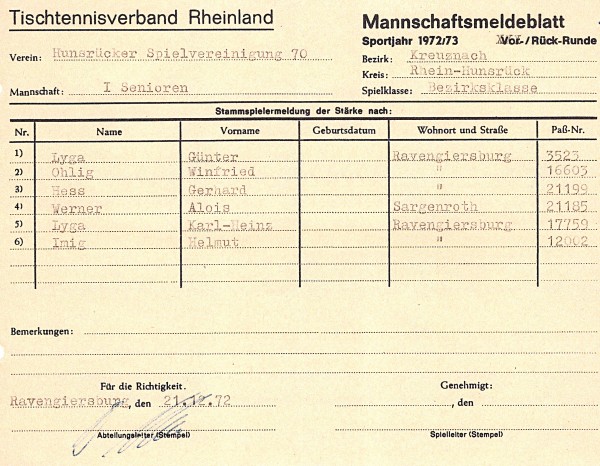 Tischtennisverband Rheinland
Mannschaftsmeldeblatt
Sportjahr 1972/73 Vor-/Rück-Runde
Verein: Hunsrücker Spielvereinigung 70
Bezirk: Kreuznach
Kreis: Rhein-Hunsrück
Mannschaft: I Senioren
Spielklasse: Bezirksklasse
Stammspielermeldung der Stärke nach:
Nr. Name Vorname Geburtsdatum Wohnort und Straße Paß-Nr.
1) Lyga Günter Ravengiersburg 3523
2) Ohlig Winfried " 16603
3) Hess Gerhard " 21199
4) Werner Alois Sargenroth 21185
5) Lyga Karl-Heinz Ravengiersburg 17759
6) Imig Helmut " 12002
Bemerkungen:
Für die Richtigkeit. Genehmigt:
Ravengiersburg, den 21.12.72 , den
Abteilungsleiter (Stempel) Spielleiter (Stempel)